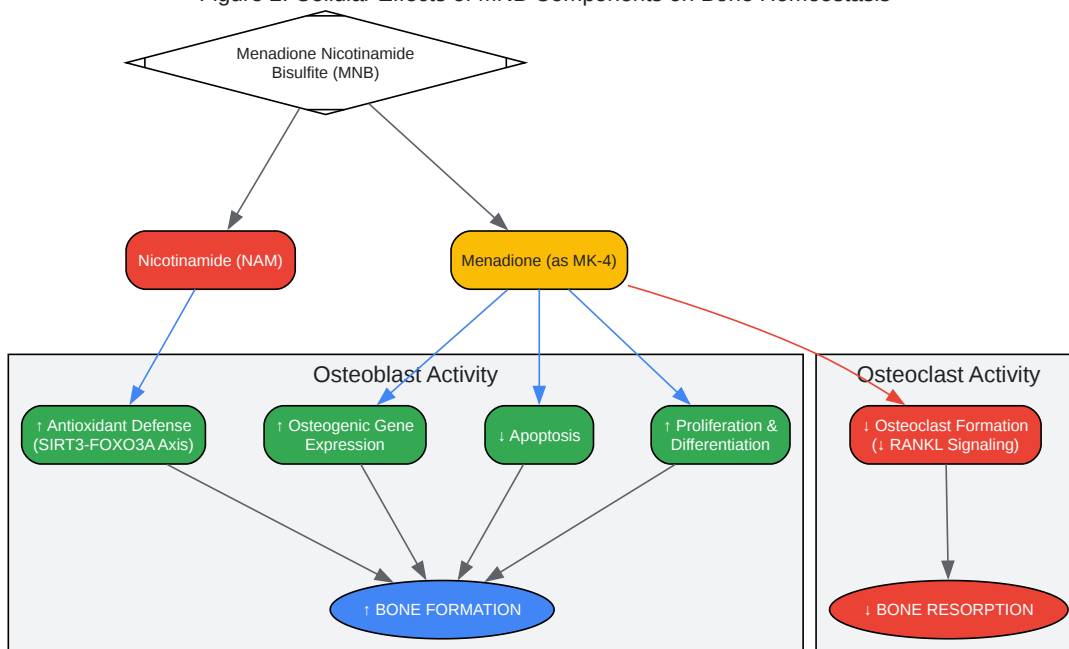 Menadione Nicotinamide
Bisulfite (MNB)
Nicotinamide (NAM)
Menadione (as MK-4)
Osteoblast Activity
Osteoclast Activity
↑ Antioxidant Defense
(SIRT3-FOXO3A Axis)
↑ Osteogenic Gene
Expression
↓ Apoptosis
↑ Proliferation &
Differentiation
↓ Osteoclast Formation
(↓ RANKL Signaling)
↑ BONE FORMATION
↓ BONE RESORPTION